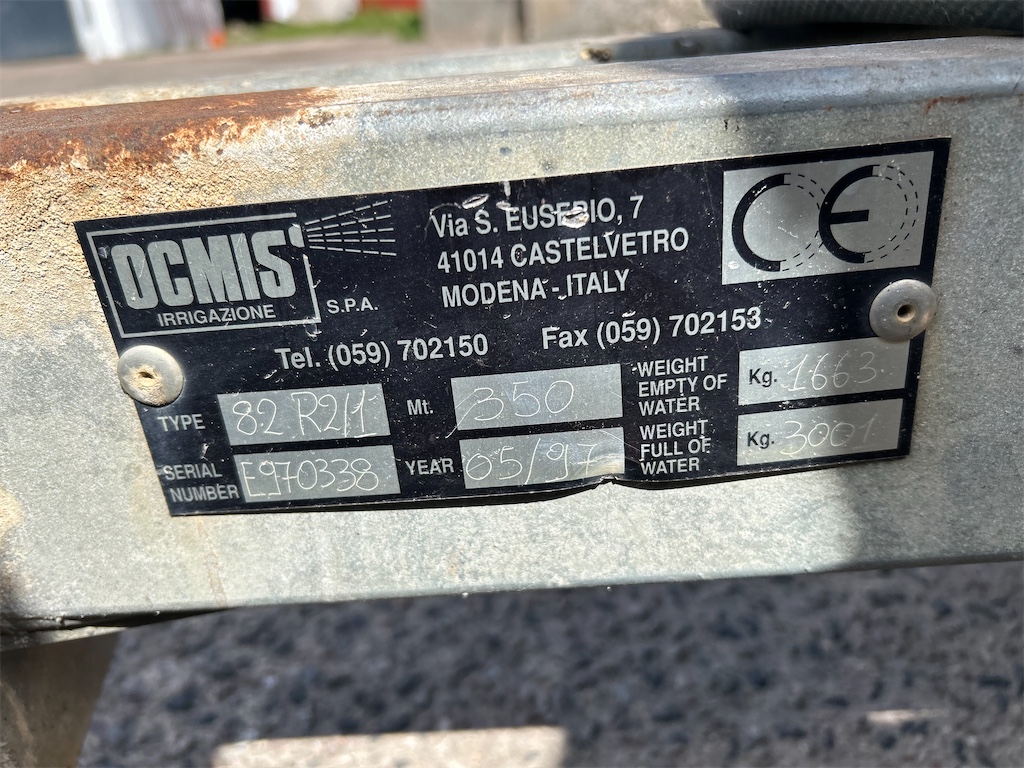 OCMIS
IRRIGAZIONE
S.P.A.
Via S. EUSEBIO, 7
41014 CASTELVETRO
MODENA - ITALY
CE
Tel. (059) 702150 Fax (059) 702153
TYPE 82 R2/1 Mt. 350 WEIGHT EMPTY OF WATER Kg. 1663
SERIAL NUMBER E970338 YEAR 05/97 WEIGHT FULL OF WATER Kg. 3001